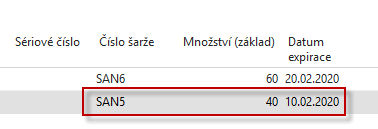 Sériové číslo Číslo šarže Množství (základ) Datum expirace
SAN6 60 20.02.2020
SAN5 40 10.02.2020